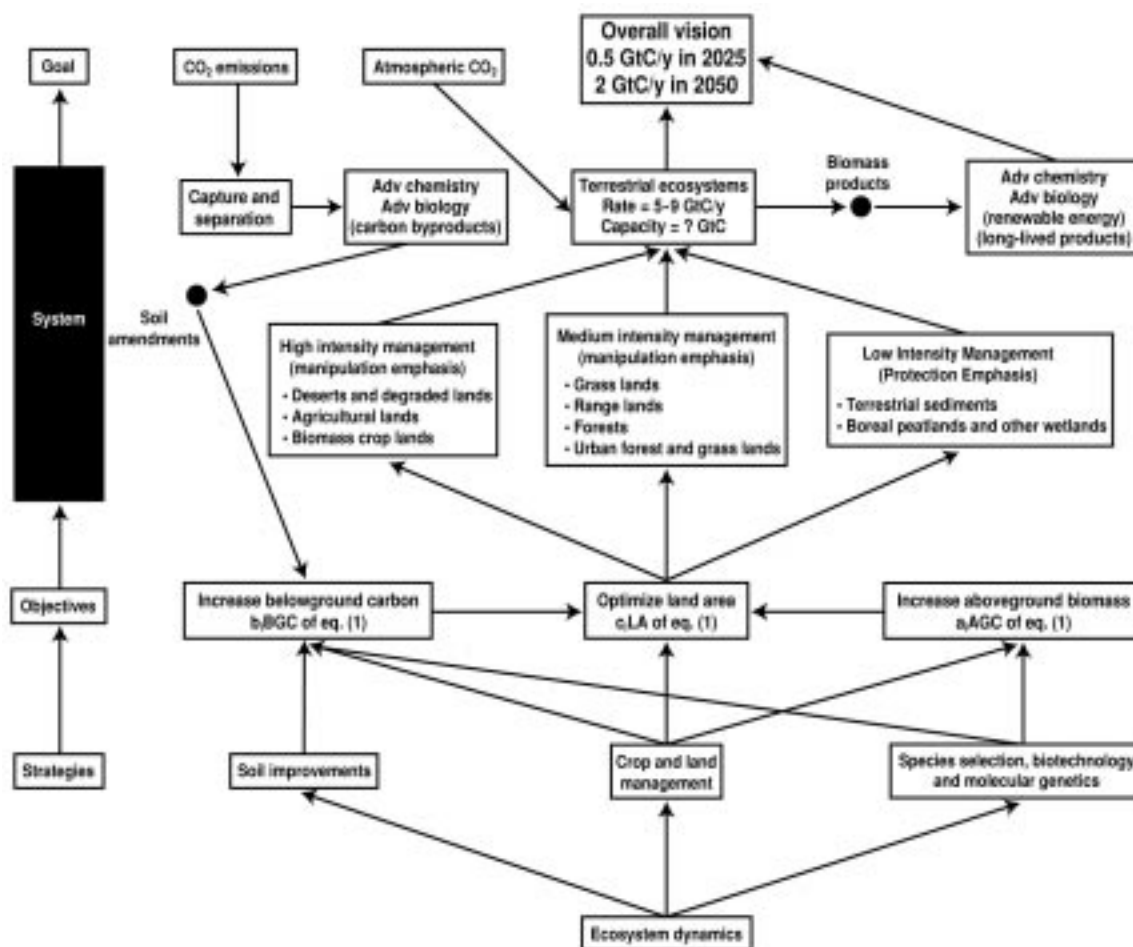 Overall vision
0.5 GtC/y in 2025
2 GtC/y in 2050
Goal
CO₂ emissions
Atmospheric CO₂
Capture and
separation
Adv chemistry
Adv biology
(carbon byproducts)
Terrestrial ecosystems
Rate = 5–9 GtC/y
Capacity = ? GtC
Biomass
products
Adv chemistry
Adv biology
(renewable energy)
(long-lived products)
System
Soil
amendments
High intensity management
(manipulation emphasis)
- Deserts and degraded lands
- Agricultural lands
- Biomass crop lands
Medium intensity management
(manipulation emphasis)
- Grass lands
- Range lands
- Forests
- Urban forest and grass lands
Low Intensity Management
(Protection Emphasis)
- Terrestrial sediments
- Boreal peatlands and other wetlands
Objectives
Increase belowground carbon
bᵢBGC of eq. (1)
Optimize land area
cᵢLA of eq. (1)
Increase aboveground biomass
aᵢAGC of eq. (1)
Strategies
Soil improvements
Crop and land
management
Species selection, biotechnology
and molecular genetics
Ecosystem dynamics